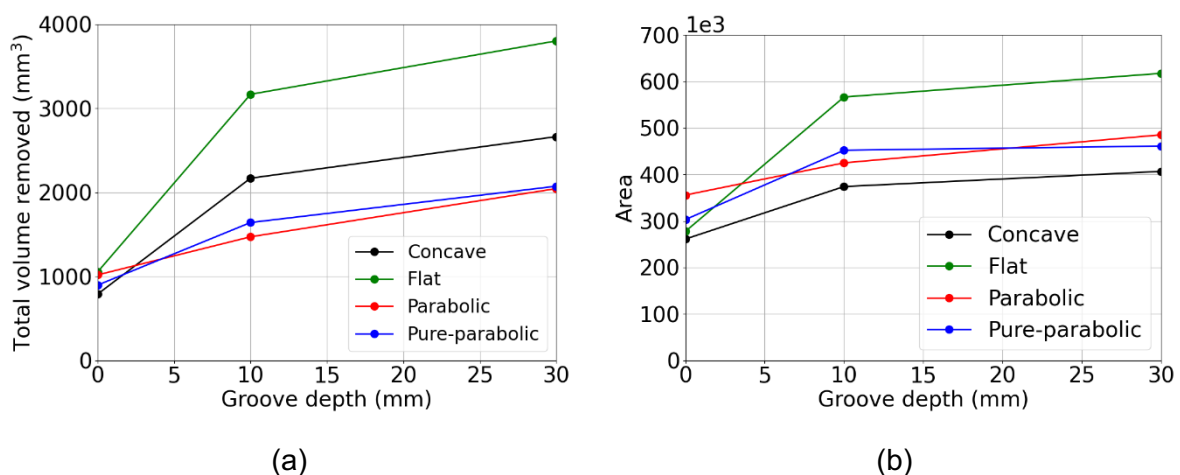 4000
3000
2000
1000
0
Total volume removed (mm³)
Concave
Flat
Parabolic
Pure-parabolic
0 5 10 15 20 25 30
Groove depth (mm)
(a)
1e3
700
600
500
400
300
200
100
0
Area
Concave
Flat
Parabolic
Pure-parabolic
0 5 10 15 20 25 30
Groove depth (mm)
(b)